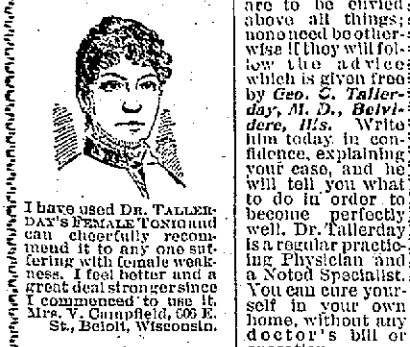 I have used DR. TALLER-
DAY'S FEMALE TONIC and
can cheerfully recom-
mend it to any one suf-
fering with female weak-
ness. I feel better and a
great deal stronger since
I commenced to use it.
Mrs. V. Campfield, 606 E.
St., Beloit, Wisconsin.
are to be envied
above all things;
none need be other-
wise if they will fol-
low the advice
which is given free
by Geo. C. Taller-
day, M. D., Belvi-
dere, Ills. Write
him today in con-
fidence, explaining
your case, and he
will tell you what
to do in order to
become perfectly
well. Dr. Tallerday
is a regular practic-
ing Physician and
a Noted Specialist.
You can cure your-
self in your own
home, without any
doctor's bill or